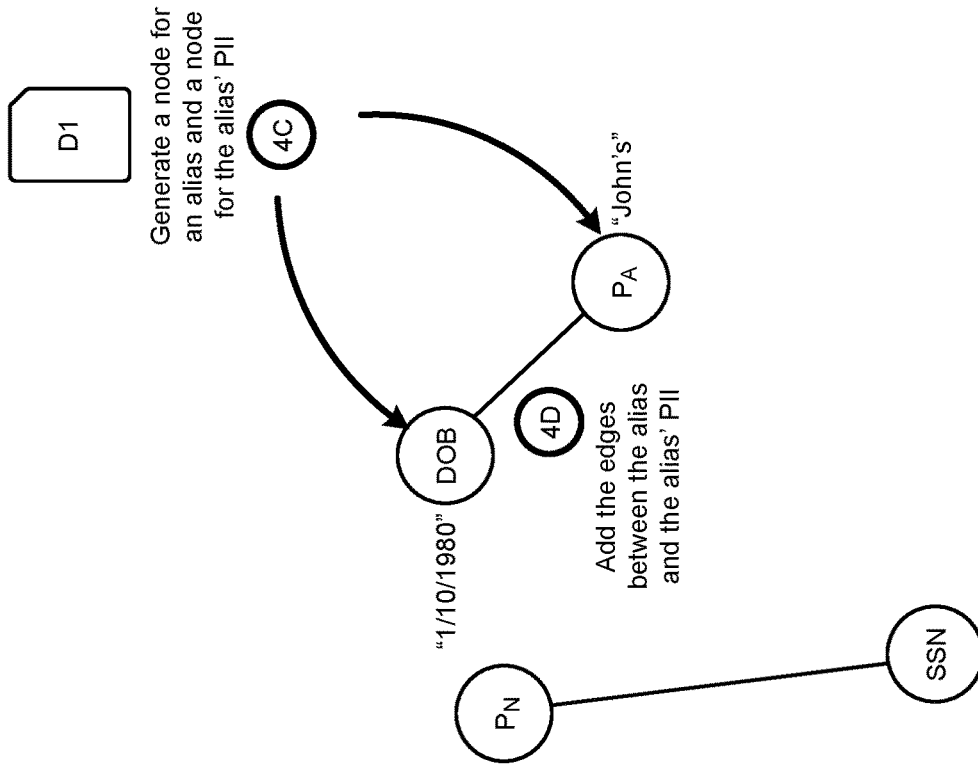 D1
Generate a node for
an alias and a node
for the alias’ PII
4C
“John’s”
PA
DOB
“1/10/1980”
4D
Add the edges
between the alias
and the alias’ PII
PN
SSN